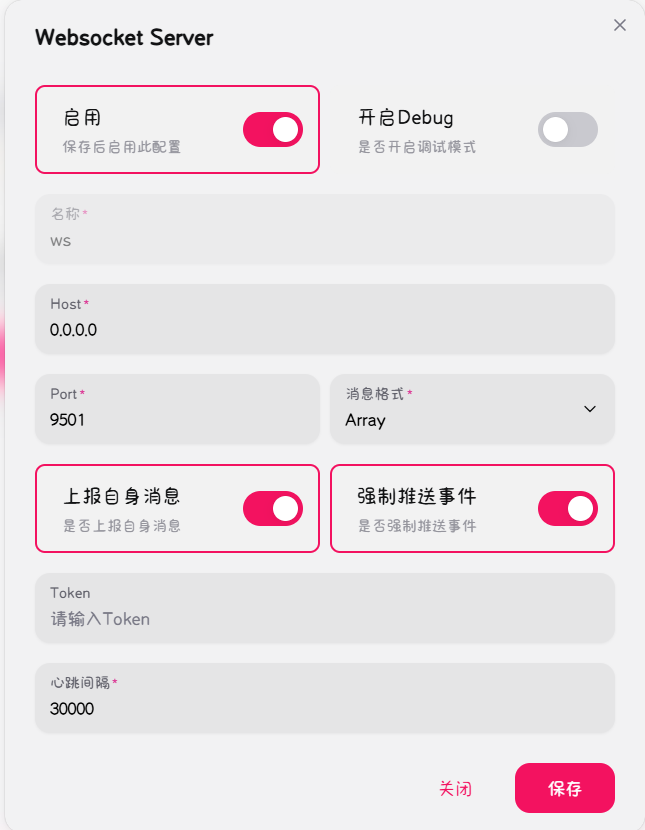 Websocket Server
启用
保存后启用此配置
开启Debug
是否开启调试模式
名称*
ws
Host*
0.0.0.0
Port*
9501
消息格式*
Array
上报自身消息
是否上报自身消息
强制推送事件
是否强制推送事件
Token
请输入Token
心跳间隔*
30000
关闭
保存